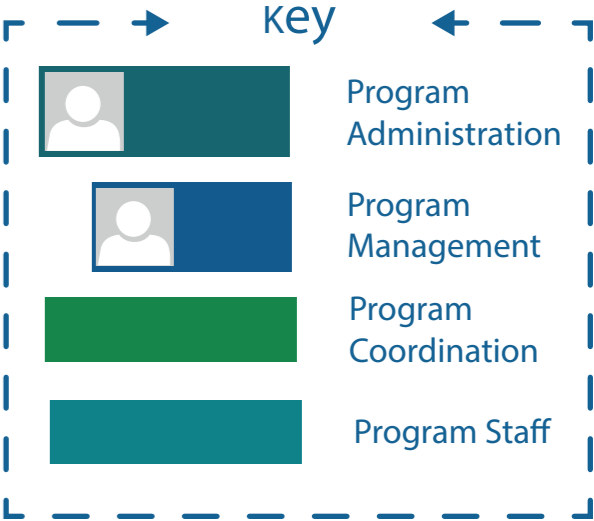 Key
Program
Administration
Program
Management
Program
Coordination
Program Staff